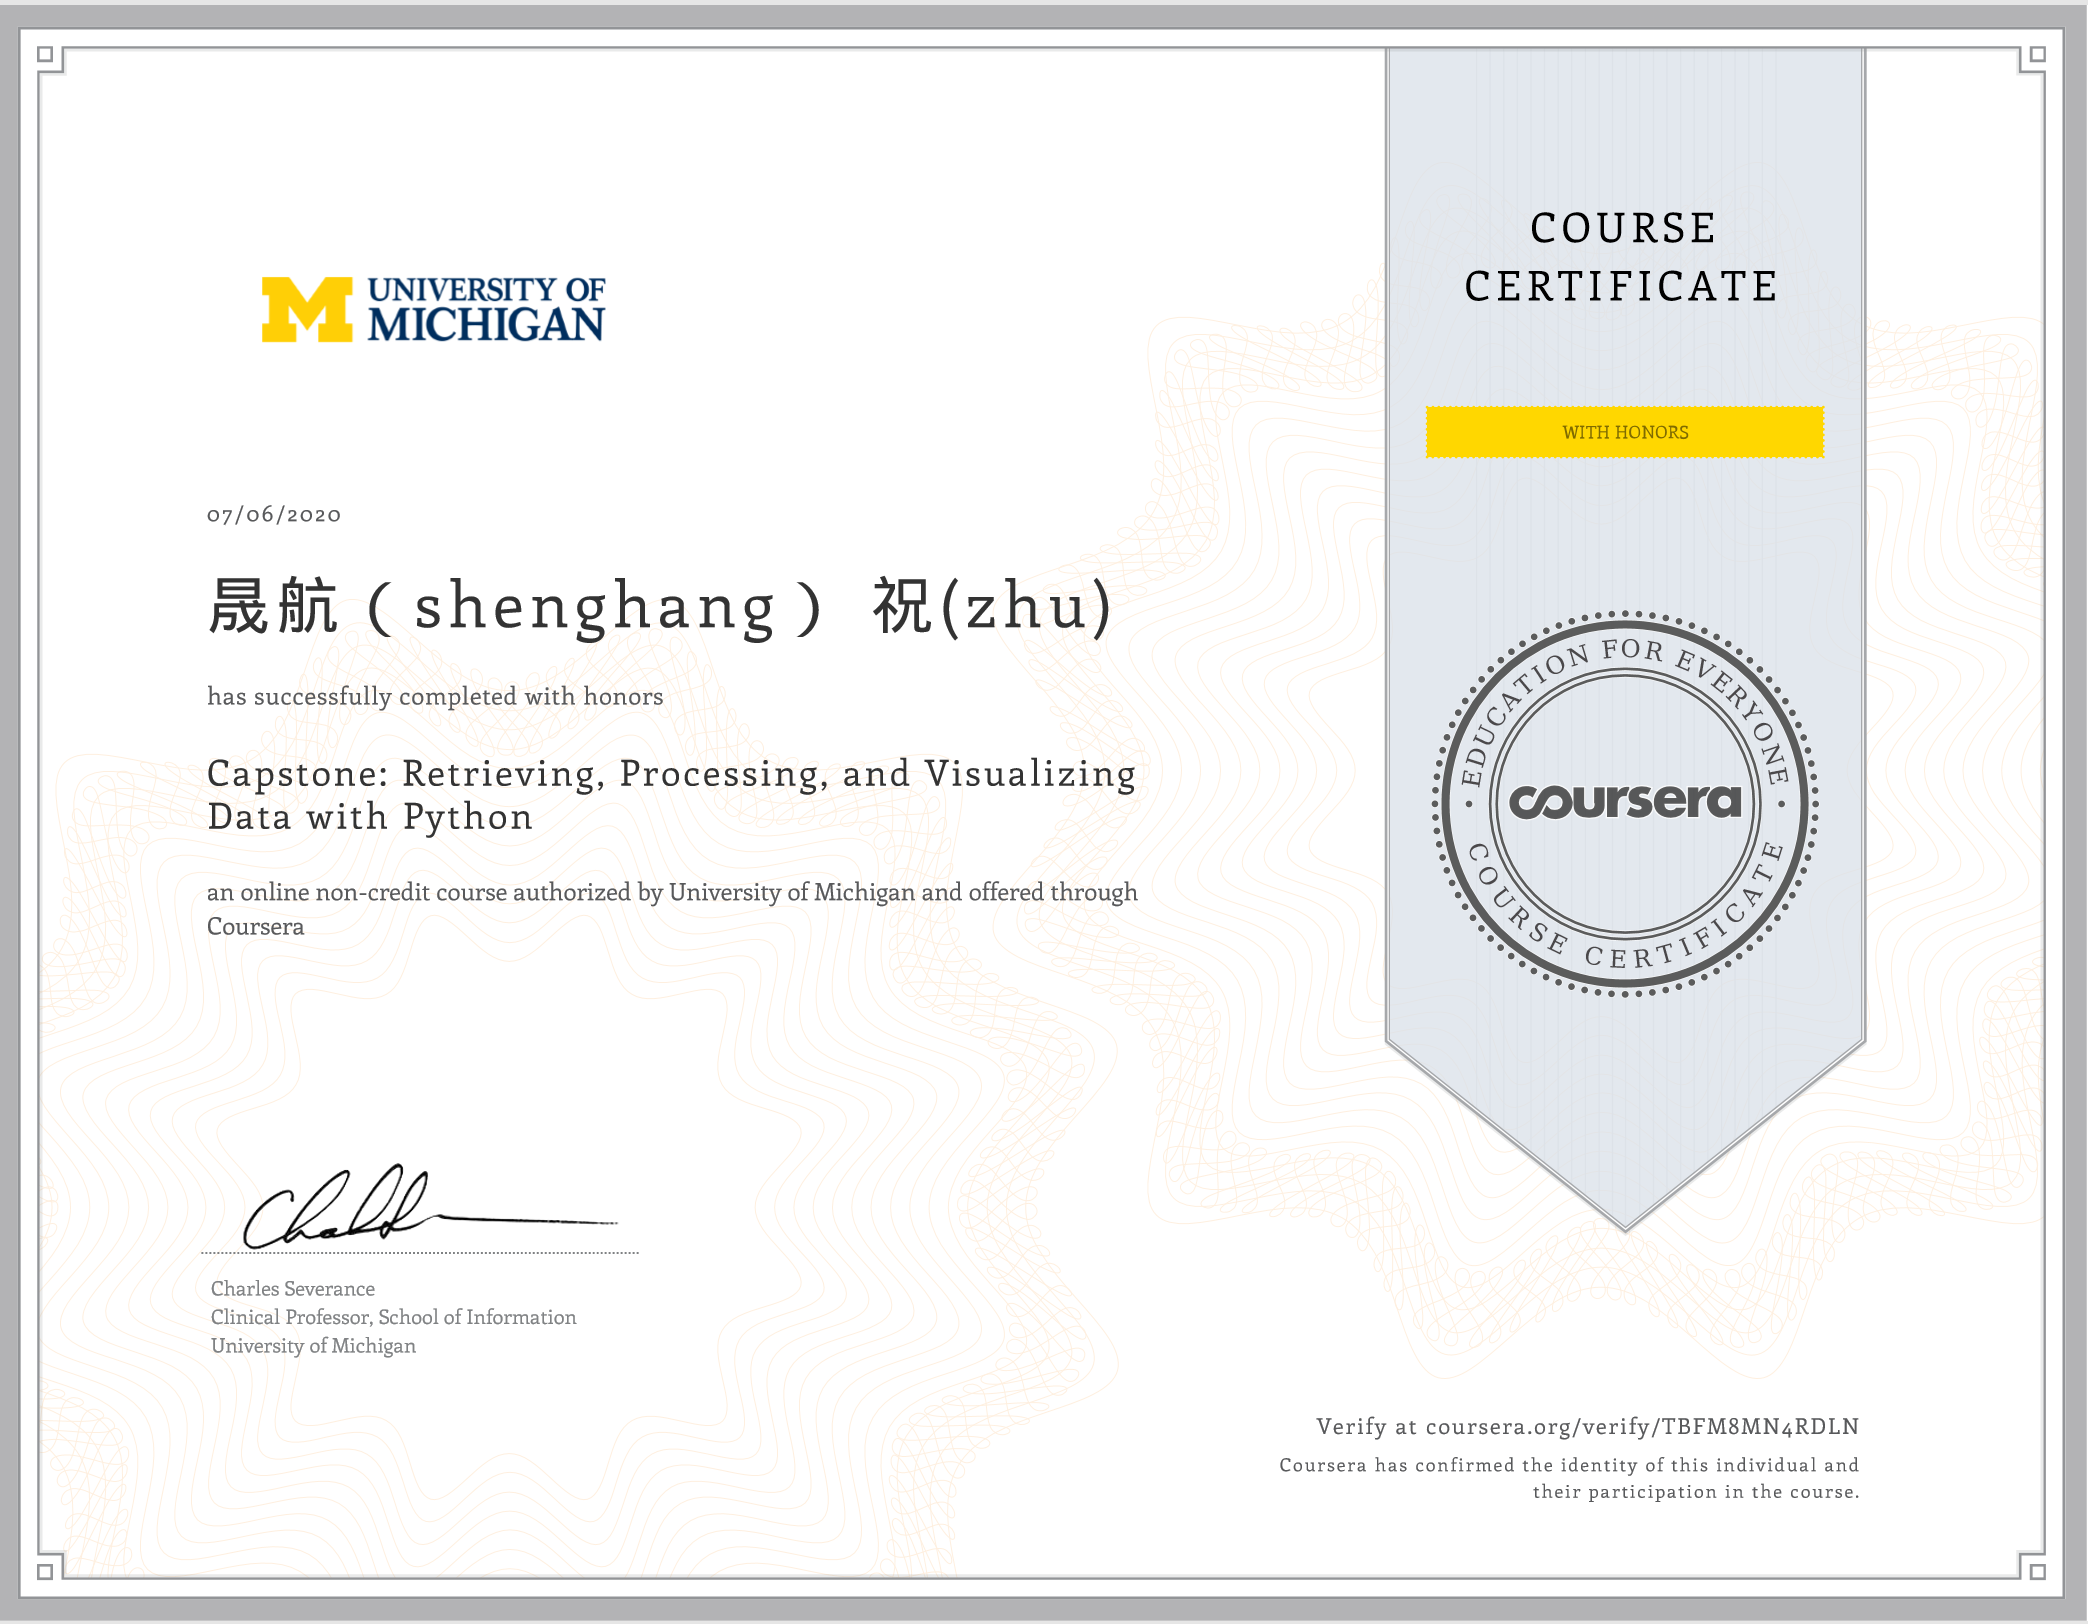 UNIVERSITY OF
MICHIGAN
07/06/2020
晟航（shenghang） 祝(zhu)
has successfully completed with honors
Capstone: Retrieving, Processing, and Visualizing
Data with Python
an online non-credit course authorized by University of Michigan and offered through
Coursera
Charles Severance
Clinical Professor, School of Information
University of Michigan
COURSE
CERTIFICATE
WITH HONORS
EDUCATION FOR EVERYONE
coursera
COURSE CERTIFICATE
Verify at coursera.org/verify/TBFM8MN4RDLN
Coursera has confirmed the identity of this individual and
their participation in the course.